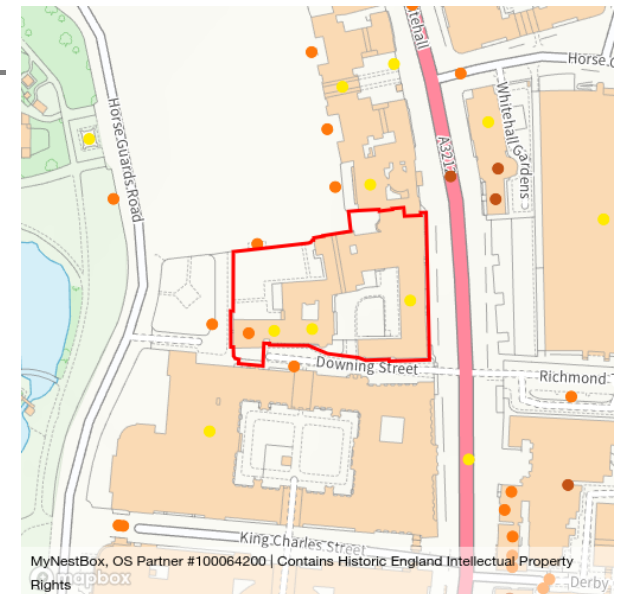 Whitehall
Horse.G
Horse Guards Road
A3212
Whitehall Gardens
Downing Street
Richmond T
King Charles Street
Derby
MyNestBox, OS Partner #100064200 | Contains Historic England Intellectual Property
Rights
mapbox